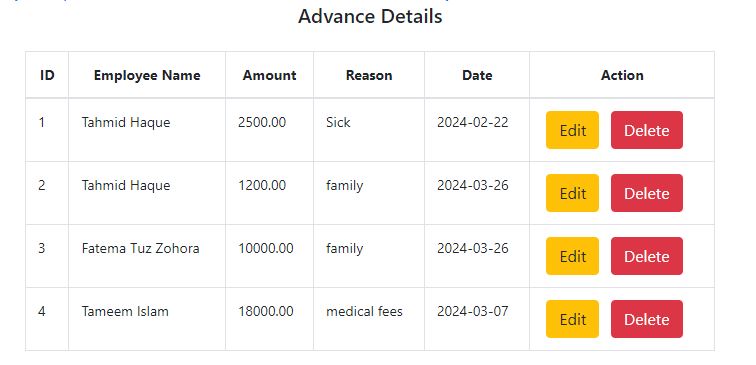 Advance Details
ID Employee Name Amount Reason Date Action
1 Tahmid Haque 2500.00 Sick 2024-02-22 Edit Delete
2 Tahmid Haque 1200.00 family 2024-03-26 Edit Delete
3 Fatema Tuz Zohora 10000.00 family 2024-03-26 Edit Delete
4 Tameem Islam 18000.00 medical fees 2024-03-07 Edit Delete